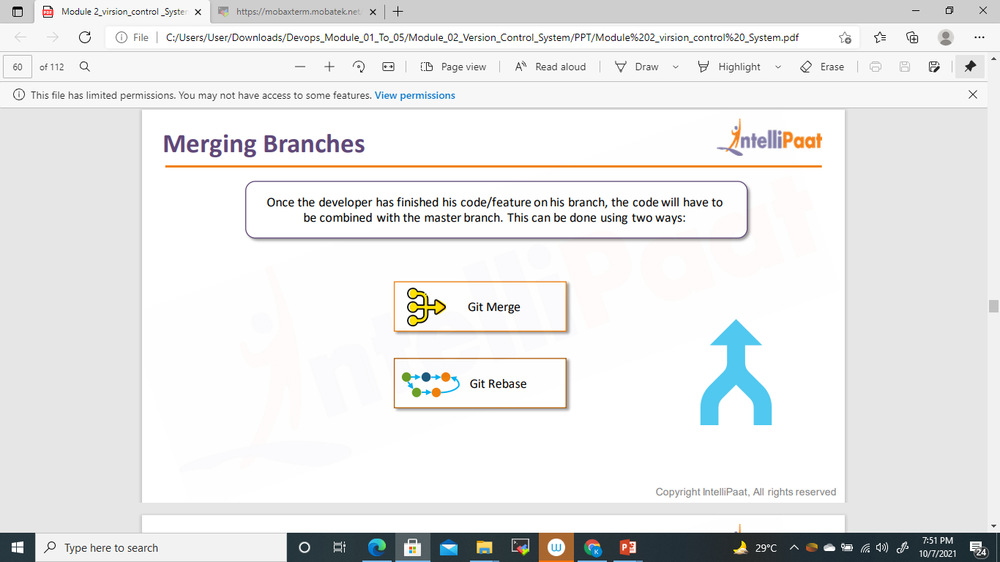 Module 2_virsion_control _System
https://mobaxterm.mobatek.net/
File
C:/Users/User/Downloads/Devops_Module_01_To_05/Module_02_Version_Control_System/PPT/Module%202_virsion_control%20_System.pdf
60
of 112
Page view
Read aloud
Draw
Highlight
Erase
This file has limited permissions. You may not have access to some features. View permissions
Merging Branches
IntelliPaat
Once the developer has finished his code/feature on his branch, the code will have to
be combined with the master branch. This can be done using two ways:
IntelliPaat
Git Merge
Git Rebase
Copyright IntelliPaat, All rights reserved
Type here to search
W
K
29°C
7:51 PM
10/7/2021
24